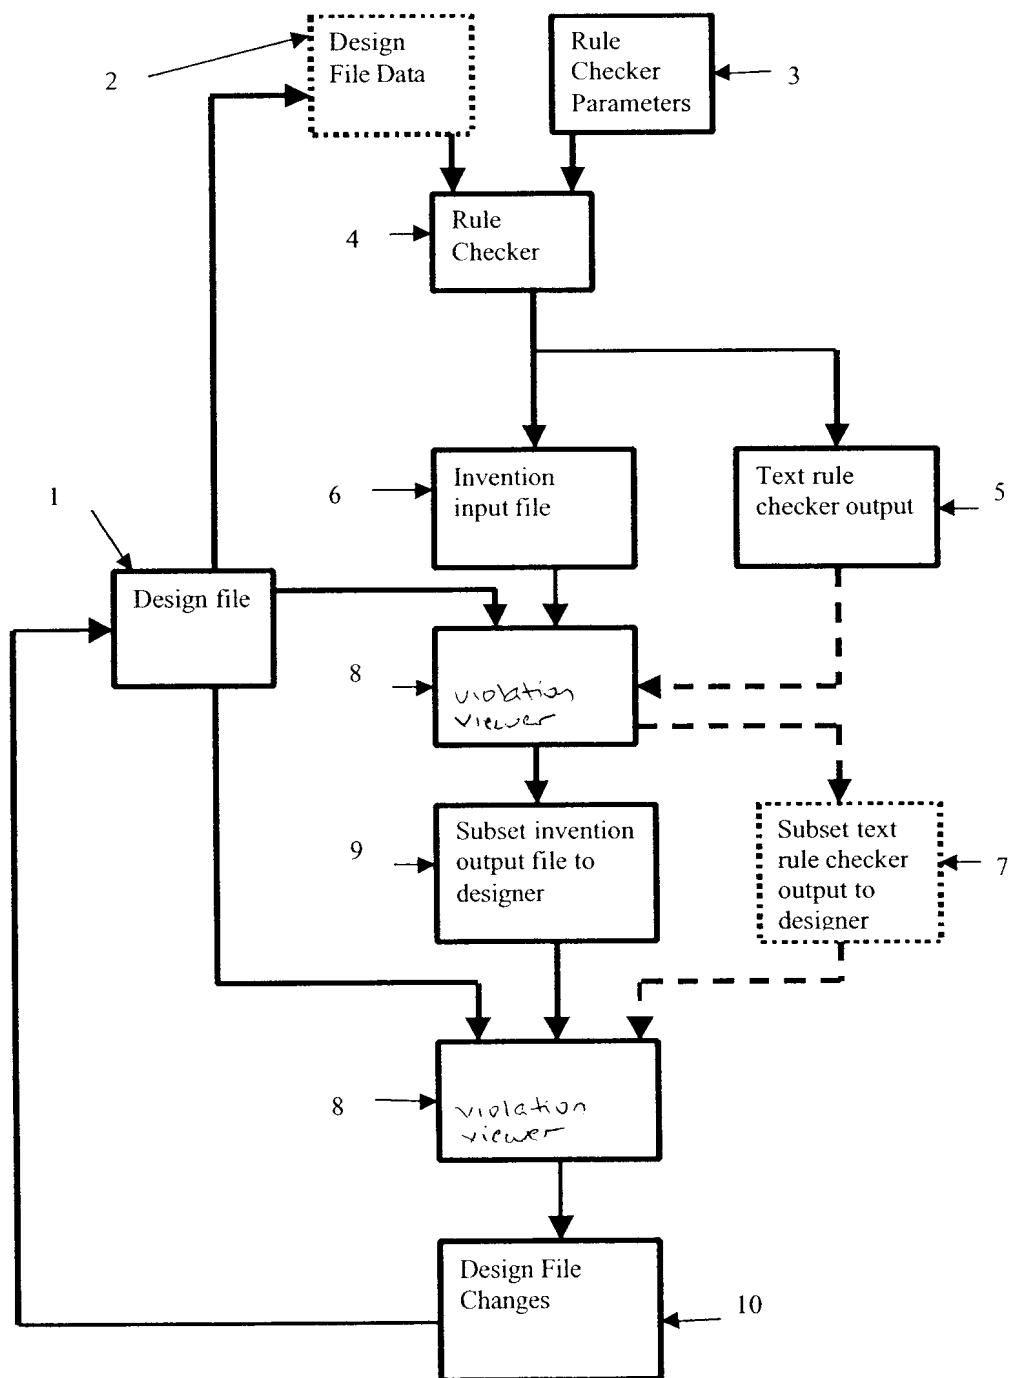 Design
File Data
2
Rule
Checker
Parameters
3
Rule
Checker
4
Invention
input file
6
Text rule
checker output
5
1
Design file
8
violation
viewer
Subset invention
output file to
designer
9
Subset text
rule checker
output to
designer
7
8
violation
viewer
Design File
Changes
10